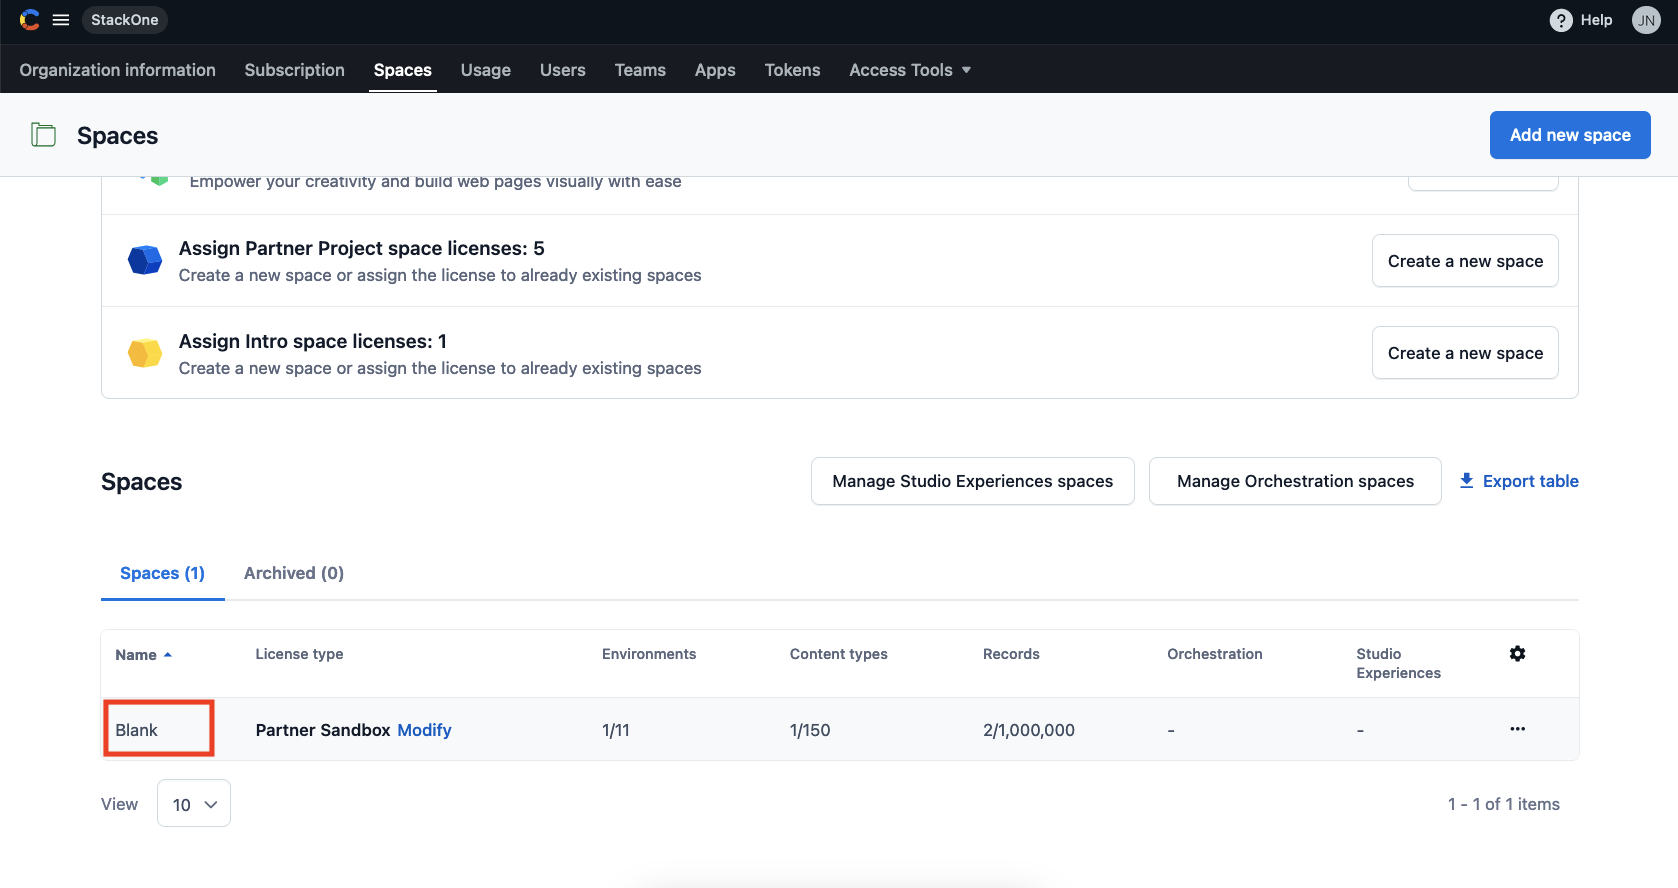 StackOne
Help
JN
Organization information Subscription Spaces Usage Users Teams Apps Tokens Access Tools
Spaces
Add new space
Empower your creativity and build web pages visually with ease
Assign Partner Project space licenses: 5
Create a new space or assign the license to already existing spaces
Create a new space
Assign Intro space licenses: 1
Create a new space or assign the license to already existing spaces
Create a new space
Spaces
Manage Studio Experiences spaces
Manage Orchestration spaces
Export table
Spaces (1) Archived (0)
Name License type Environments Content types Records Orchestration Studio
Experiences
Blank Partner Sandbox Modify 1/11 1/150 2/1,000,000 - -
View 10
1 - 1 of 1 items